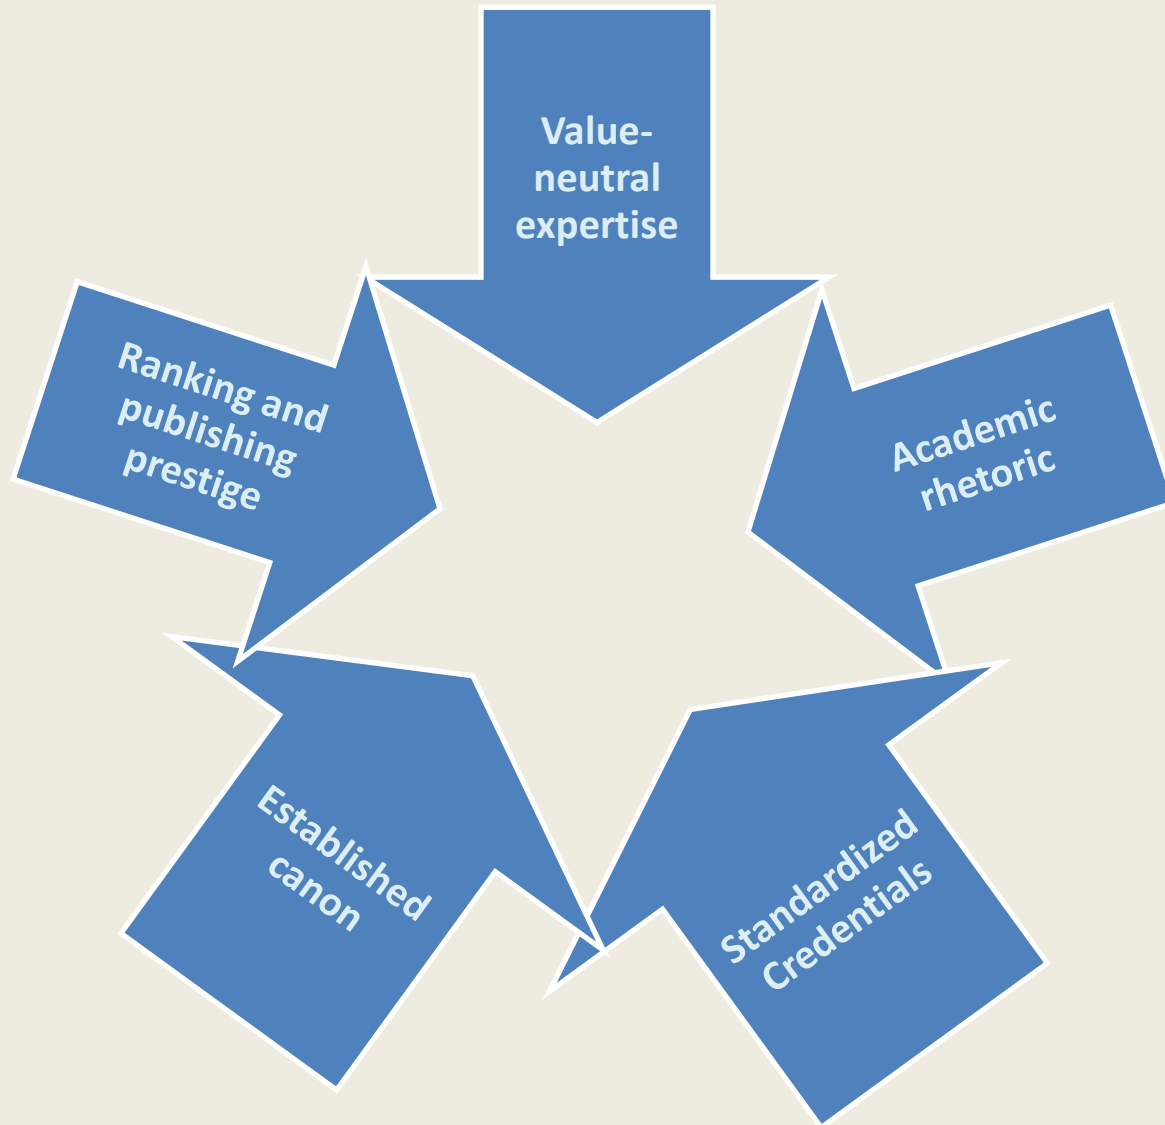 Value-
neutral
expertise
Ranking and
publishing
prestige
Academic
rhetoric
Established
canon
Standardized
Credentials